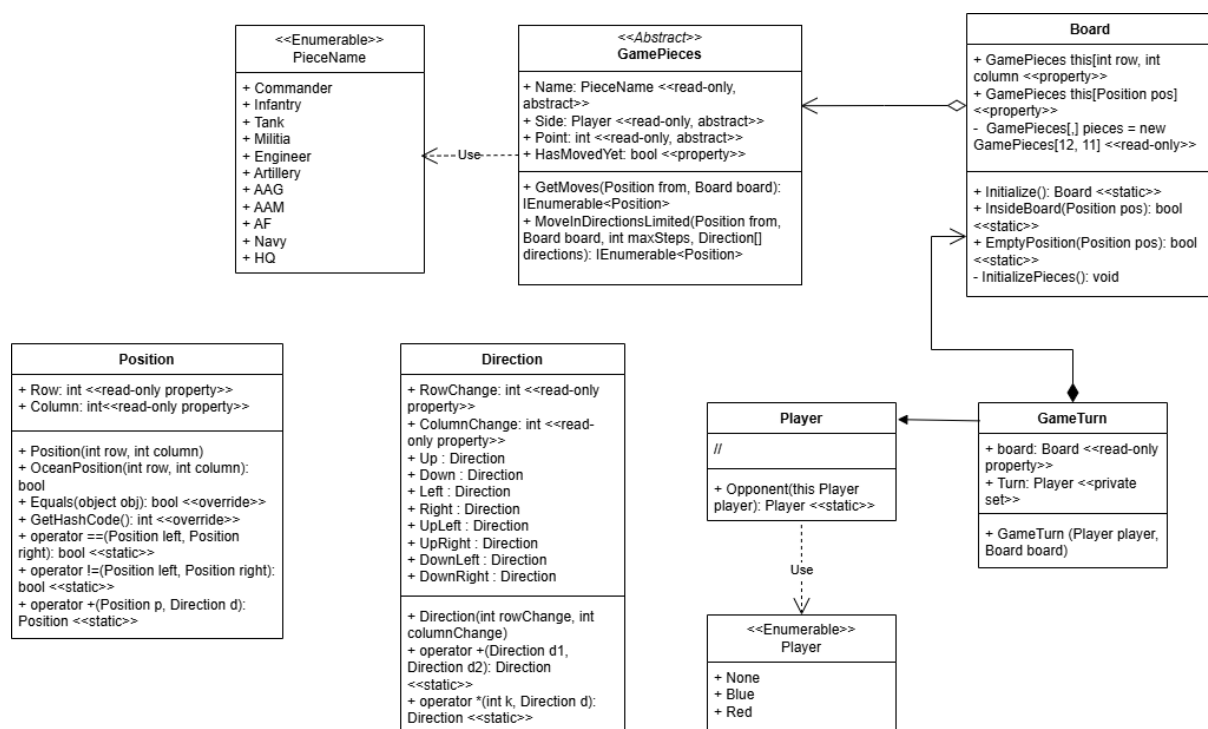 <<Enumerable>>
PieceName
+ Commander
+ Infantry
+ Tank
+ Militia
+ Engineer
+ Artillery
+ AAG
+ AAM
+ AF
+ Navy
+ HQ
Use
<<Abstract>>
GamePieces
+ Name: PieceName <<read-only,
abstract>>
+ Side: Player <<read-only, abstract>>
+ Point: int <<read-only, abstract>>
+ HasMovedYet: bool <<property>>
+ GetMoves(Position from, Board board):
IEnumerable<Position>
+ MoveInDirectionsLimited(Position from,
Board board, int maxSteps, Direction[]
directions): IEnumerable<Position>
Board
+ GamePieces this[int row, int
column <<property>>
+ GamePieces this[Position pos]
<<property>>
- GamePieces[,] pieces = new
GamePieces[12, 11] <<read-only>>
+ Initialize(): Board <<static>>
+ InsideBoard(Position pos): bool
<<static>>
+ EmptyPosition(Position pos): bool
<<static>>
- InitializePieces(): void
Position
+ Row: int <<read-only property>>
+ Column: int<<read-only property>>
+ Position(int row, int column)
+ OceanPosition(int row, int column):
bool
+ Equals(object obj): bool <<override>>
+ GetHashCode(): int <<override>>
+ operator ==(Position left, Position
right): bool <<static>>
+ operator !=(Position left, Position right):
bool <<static>>
+ operator +(Position p, Direction d):
Position <<static>>
Direction
+ RowChange: int <<read-only
property>>
+ ColumnChange: int <<read-
only property>>
+ Up : Direction
+ Down : Direction
+ Left : Direction
+ Right : Direction
+ UpLeft : Direction
+ UpRight : Direction
+ DownLeft : Direction
+ DownRight : Direction
+ Direction(int rowChange, int
columnChange)
+ operator +(Direction d1,
Direction d2): Direction
<<static>>
+ operator *(int k, Direction d):
Direction <<static>>
Player
//
+ Opponent(this Player
player): Player <<static>>
Use
<<Enumerable>>
Player
+ None
+ Blue
+ Red
GameTurn
+ board: Board <<read-only
property>>
+ Turn: Player <<private
set>>
+ GameTurn (Player player,
Board board)